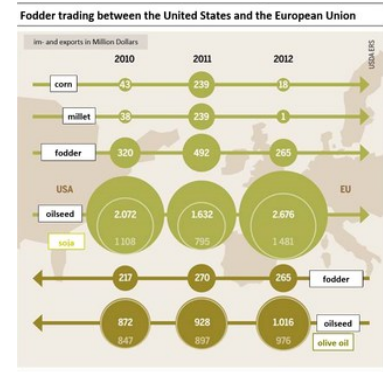 Fodder trading between the United States and the European Union
im- and exports in Million Dollars
USDA ERS
2010 2011 2012
corn 43 239 18
millet 38 239 1
fodder 320 492 265
USA EU
oilseed 2.072 1.632 2.676
soja 1 108 795 1 481
217 270 265 fodder
872 928 1.016 oilseed
847 897 976 olive oil